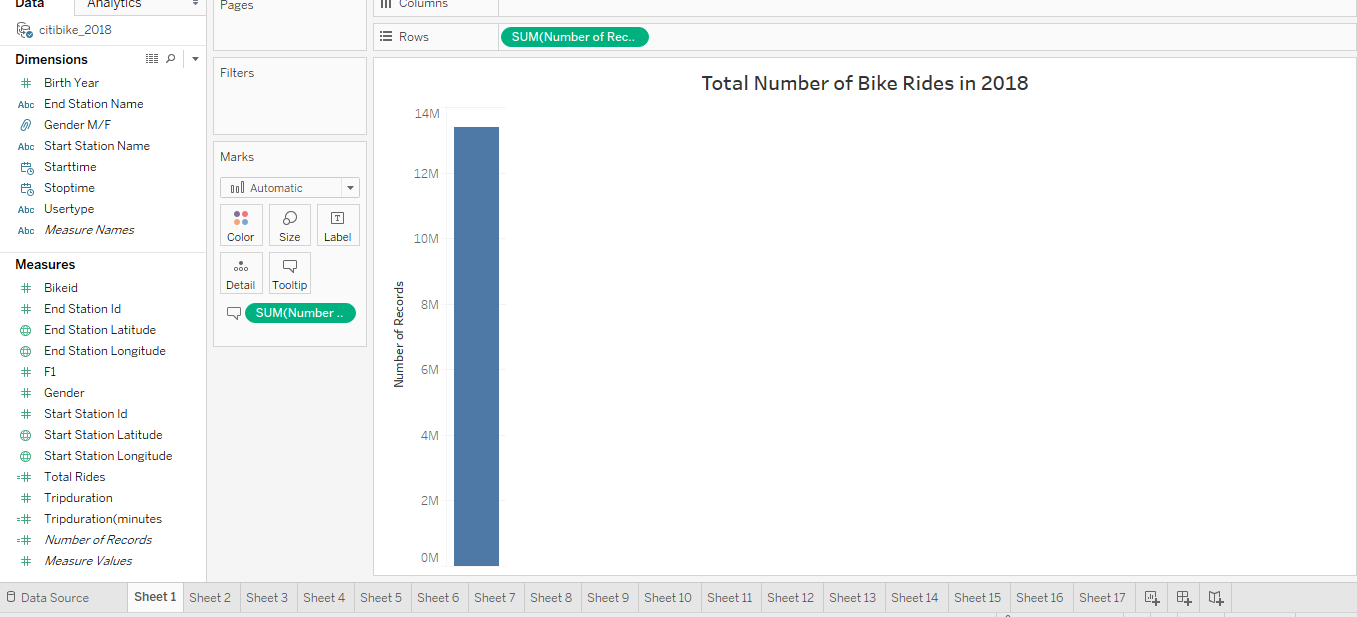 Data Analytics
citibike_2018
Dimensions
Birth Year
Abc End Station Name
Gender M/F
Abc Start Station Name
Starttime
Stoptime
Abc Usertype
Abc Measure Names
Measures
Bikeid
End Station Id
End Station Latitude
End Station Longitude
F1
Gender
Start Station Id
Start Station Latitude
Start Station Longitude
Total Rides
Tripduration
Tripduration(minutes
Number of Records
Measure Values
Pages
Filters
Marks
Automatic
Color Size Label
Detail Tooltip
SUM(Number ..
Columns
Rows SUM(Number of Rec..
Total Number of Bike Rides in 2018
14M
12M
10M
8M
6M
4M
2M
0M
Number of Records
Data Source Sheet 1 Sheet 2 Sheet 3 Sheet 4 Sheet 5 Sheet 6 Sheet 7 Sheet 8 Sheet 9 Sheet 10 Sheet 11 Sheet 12 Sheet 13 Sheet 14 Sheet 15 Sheet 16 Sheet 17